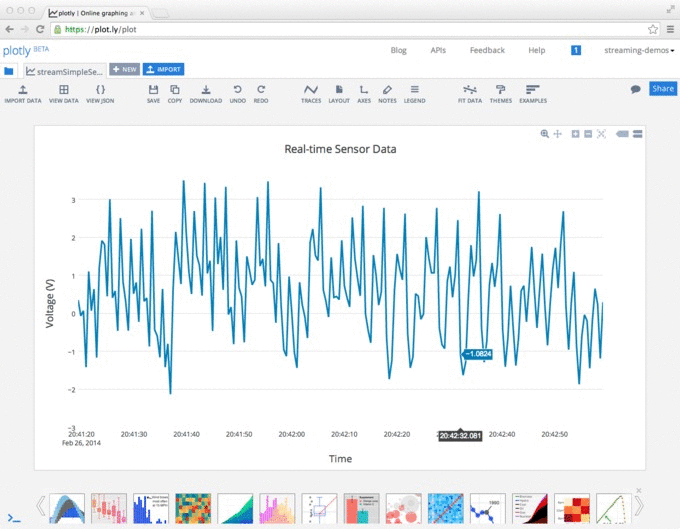 plotly | Online graphing an
https://plot.ly/plot
plotly BETA
Blog APIs Feedback Help 1 streaming-demos
streamSimpleSe... + NEW IMPORT
IMPORT DATA VIEW DATA VIEW JSON SAVE COPY DOWNLOAD UNDO REDO TRACES LAYOUT AXES NOTES LEGEND FIT DATA THEMES EXAMPLES Share
Real-time Sensor Data
3
2
1
0
−1
−2
−3
Voltage (V)
−1.0824
20:41:20 20:41:30 20:41:40 20:41:50 20:42:00 20:42:10 20:42:20 20:42:32.081 20:42:40 20:42:50
Feb 26, 2014
Time